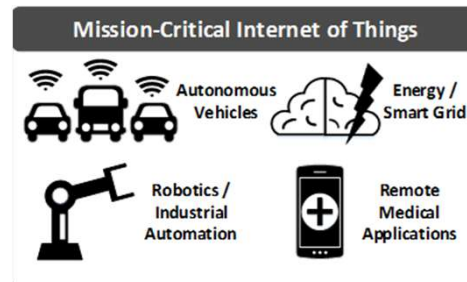 Mission-Critical Internet of Things
Autonomous
Vehicles
Energy /
Smart Grid
Robotics /
Industrial
Automation
Remote
Medical
Applications